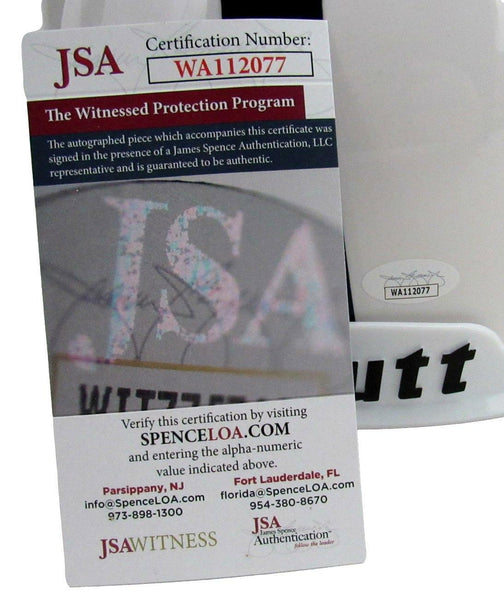 JSA
Certification Number:
WA112077
The Witnessed Protection Program
The autographed piece which accompanies this certificate was
signed in the presence of a James Spence Authentication, LLC
representative and is guaranteed to be authentic.
JSA
Verify this certification by visiting
SPENCELOA.COM
and entering the alpha-numeric
value indicated above.
Parsippany, NJ
info@SpenceLOA.com
973-898-1300
Fort Lauderdale, FL
florida@SpenceLOA.com
954-380-8670
JSAWITNESS
JSA
James Spence
Authentication
follow the leader
WA112077
utt